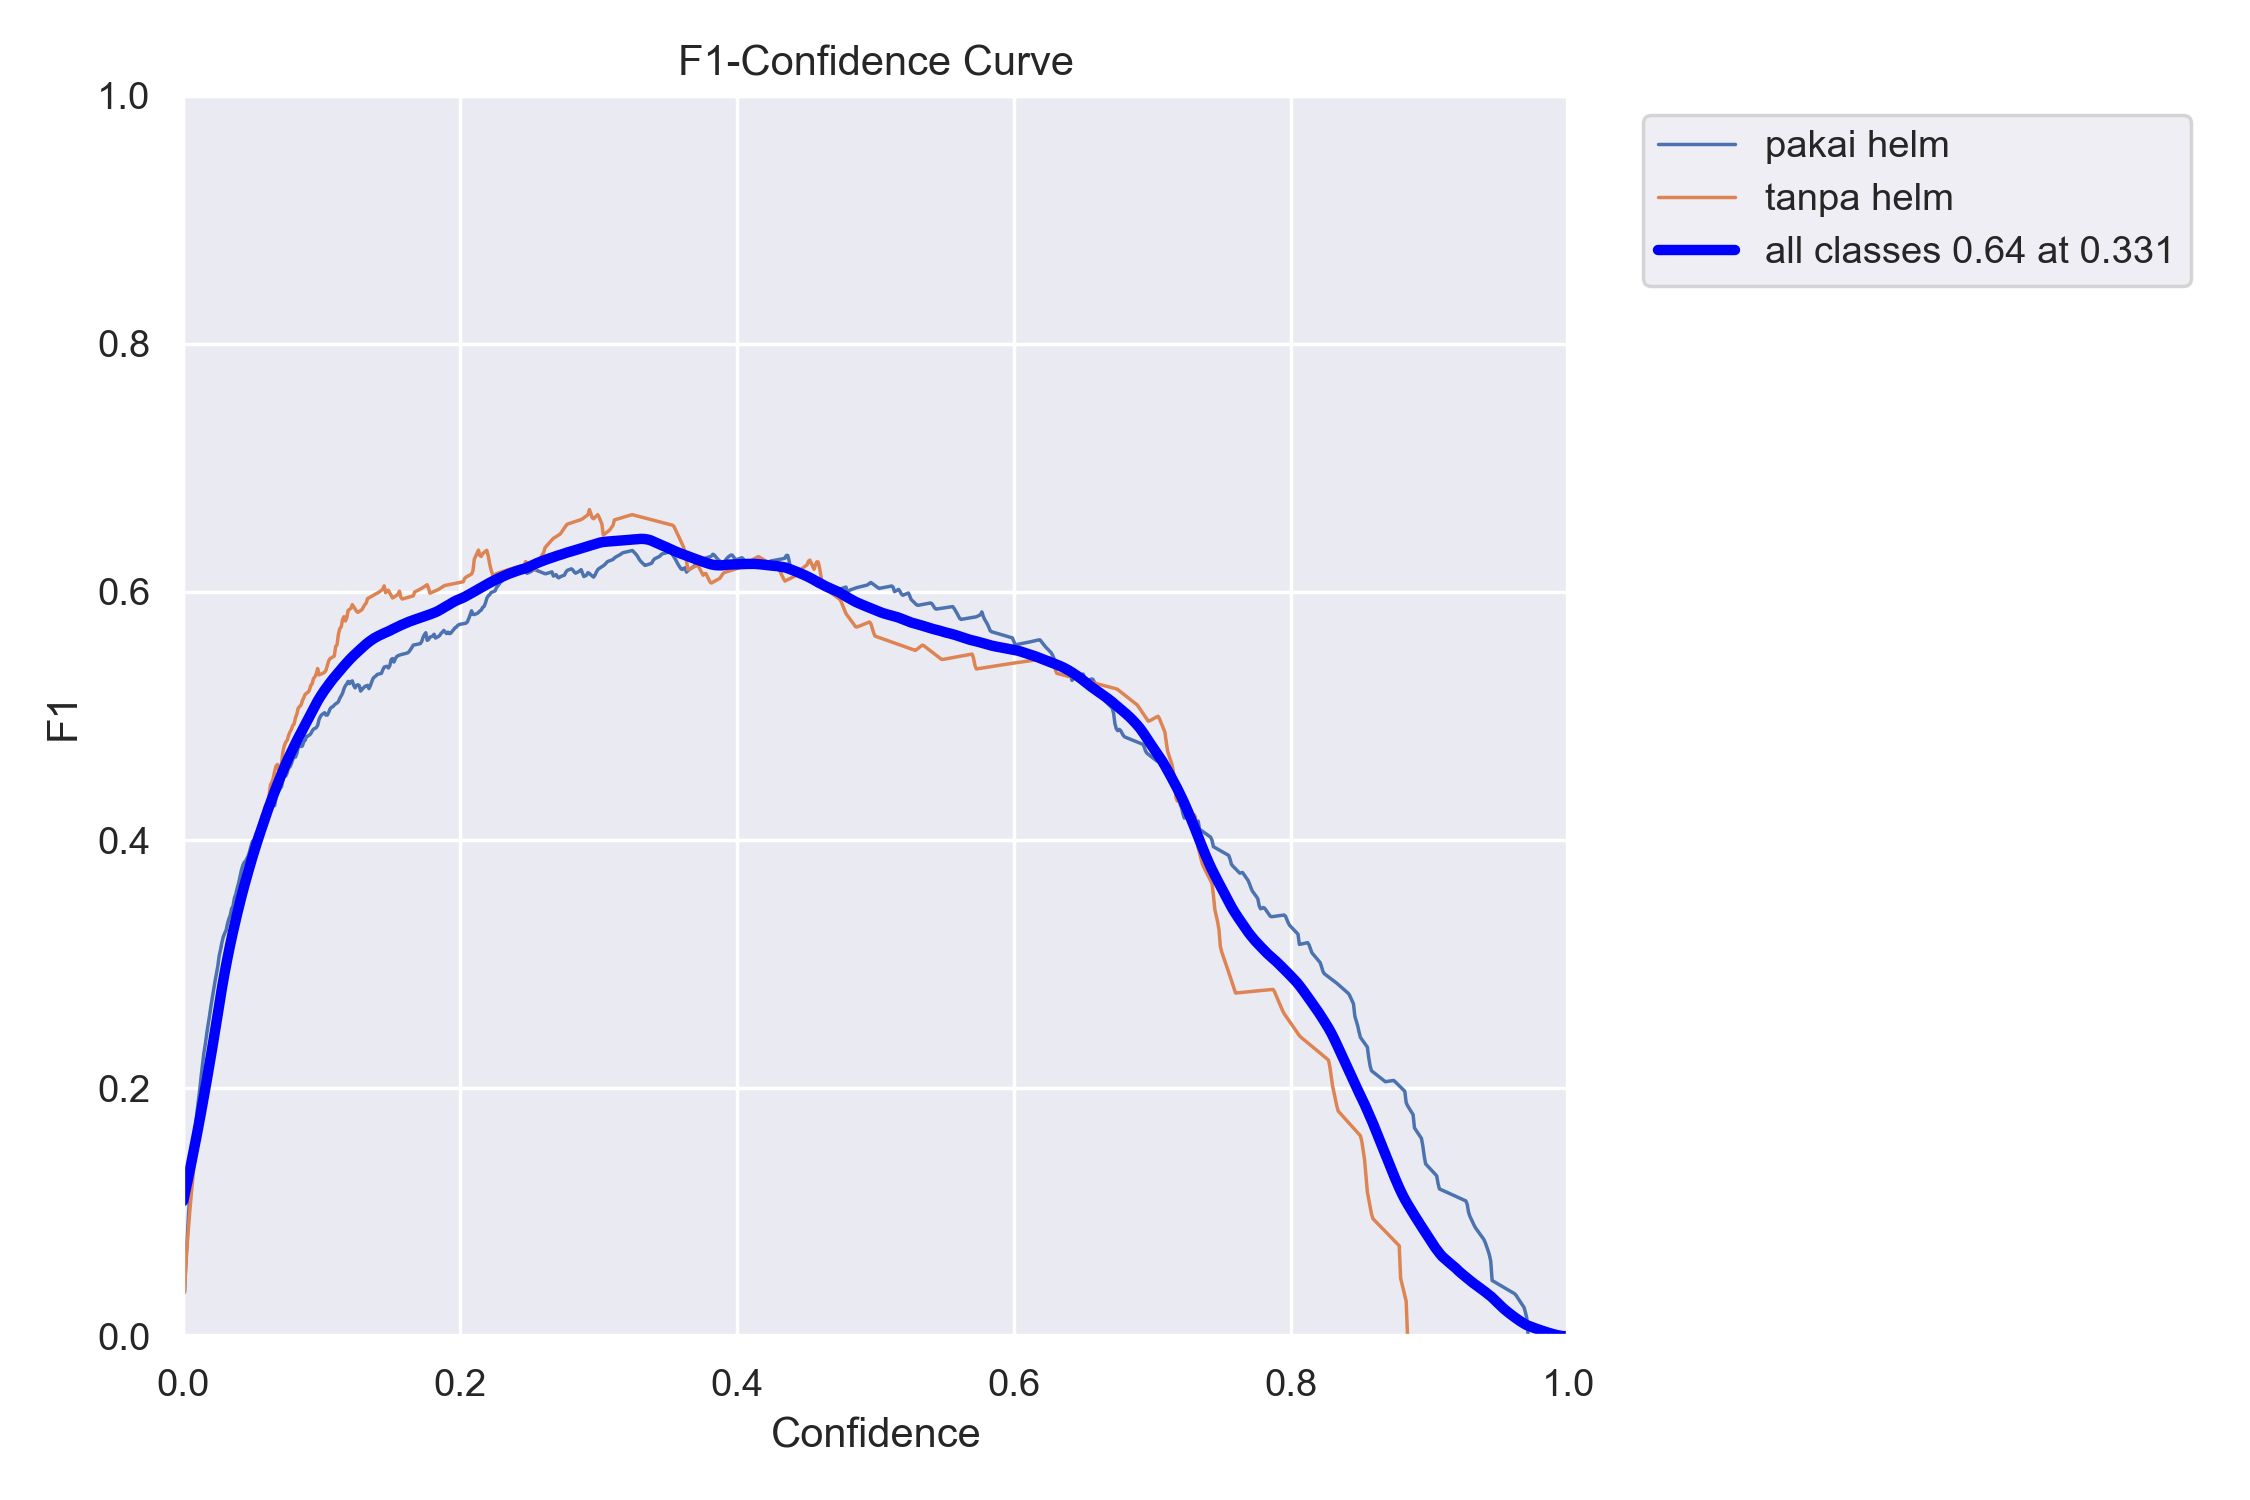 F1-Confidence Curve
1.0
0.8
0.6
0.4
0.2
0.0
F1
0.0 0.2 0.4 0.6 0.8 1.0
Confidence
pakai helm
tanpa helm
all classes 0.64 at 0.331